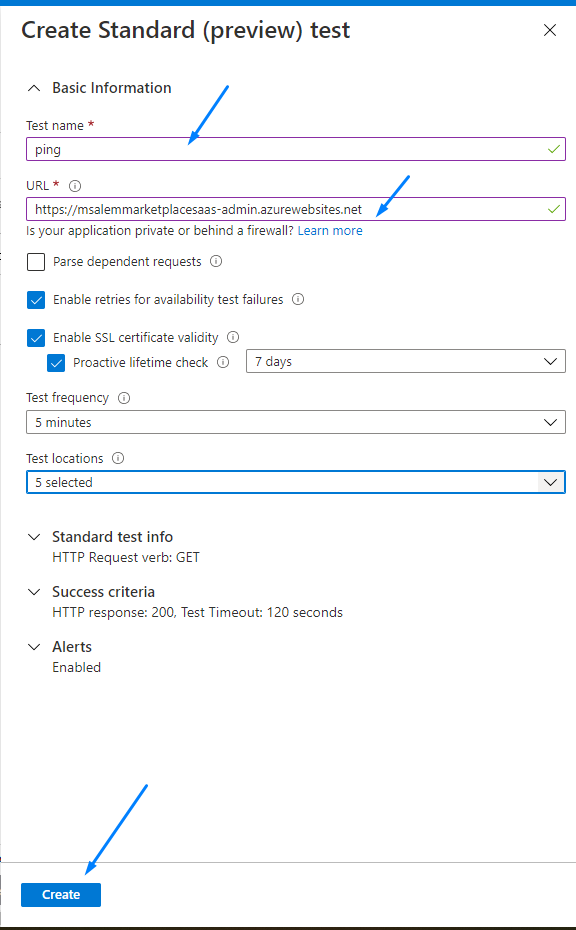 Create Standard (preview) test
Basic Information
Test name *
ping
URL *
https://msalemmarketplacesaas-admin.azurewebsites.net
Is your application private or behind a firewall? Learn more
Parse dependent requests
Enable retries for availability test failures
Enable SSL certificate validity
Proactive lifetime check 7 days
Test frequency
5 minutes
Test locations
5 selected
Standard test info
HTTP Request verb: GET
Success criteria
HTTP response: 200, Test Timeout: 120 seconds
Alerts
Enabled
Create